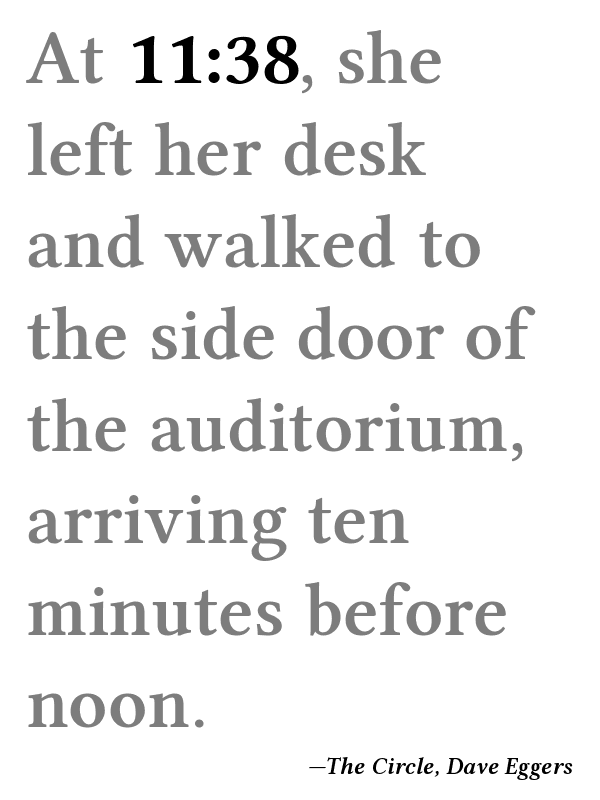 At 11:38, she
left her desk
and walked to
the side door of
the auditorium,
arriving ten
minutes before
noon.
—The Circle, Dave Eggers